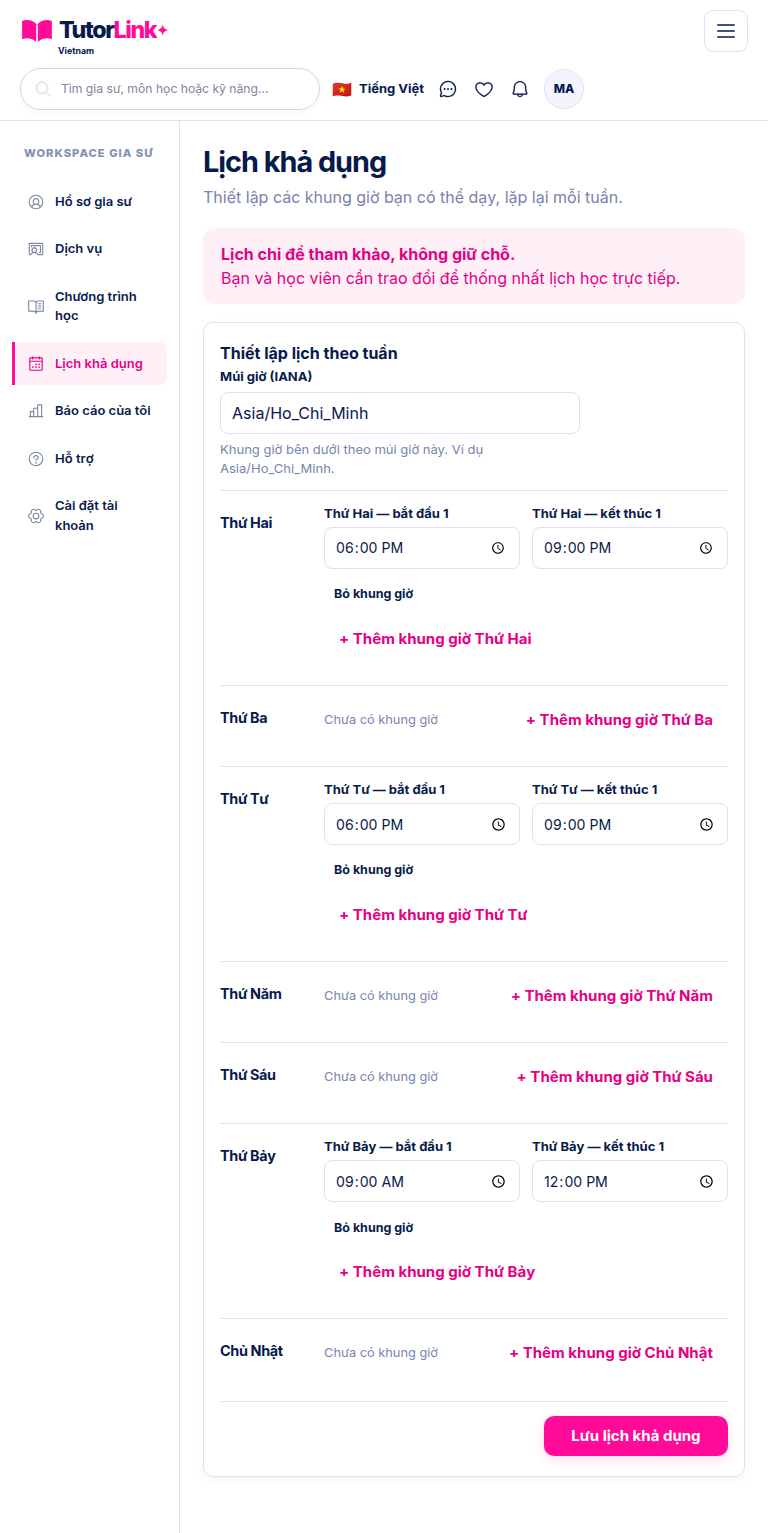 TutorLink
Vietnam
Tìm gia sư, môn học hoặc kỹ năng...
Tiếng Việt
MA
WORKSPACE GIA SƯ
Hồ sơ gia sư
Dịch vụ
Chương trình
học
Lịch khả dụng
Báo cáo của tôi
Hỗ trợ
Cài đặt tài
khoản
Lịch khả dụng
Thiết lập các khung giờ bạn có thể dạy, lặp lại mỗi tuần.
Lịch chỉ để tham khảo, không giữ chỗ.
Bạn và học viên cần trao đổi để thống nhất lịch học trực tiếp.
Thiết lập lịch theo tuần
Múi giờ (IANA)
Asia/Ho_Chi_Minh
Khung giờ bên dưới theo múi giờ này. Ví dụ
Asia/Ho_Chi_Minh.
Thứ Hai
Thứ Hai — bắt đầu 1
Thứ Hai — kết thúc 1
06:00 PM
09:00 PM
Bỏ khung giờ
+ Thêm khung giờ Thứ Hai
Thứ Ba
Chưa có khung giờ
+ Thêm khung giờ Thứ Ba
Thứ Tư
Thứ Tư — bắt đầu 1
Thứ Tư — kết thúc 1
06:00 PM
09:00 PM
Bỏ khung giờ
+ Thêm khung giờ Thứ Tư
Thứ Năm
Chưa có khung giờ
+ Thêm khung giờ Thứ Năm
Thứ Sáu
Chưa có khung giờ
+ Thêm khung giờ Thứ Sáu
Thứ Bảy
Thứ Bảy — bắt đầu 1
Thứ Bảy — kết thúc 1
09:00 AM
12:00 PM
Bỏ khung giờ
+ Thêm khung giờ Thứ Bảy
Chủ Nhật
Chưa có khung giờ
+ Thêm khung giờ Chủ Nhật
Lưu lịch khả dụng